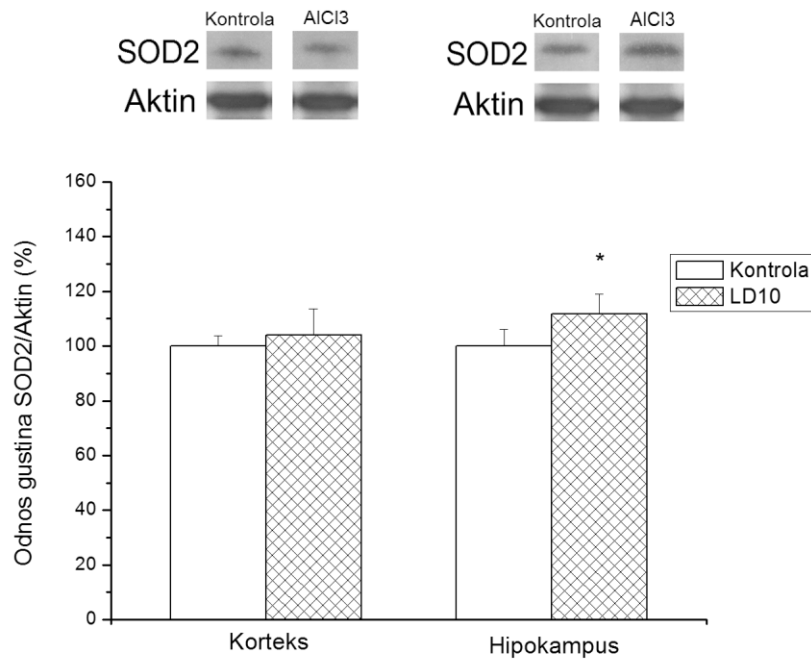 Kontrola AlCl3
SOD2
Aktin
Kontrola AlCl3
SOD2
Aktin
Odnos gustina SOD2/Aktin (%)
160
140
120
100
80
60
40
20
0
*
Kontrola
LD10
Korteks Hipokampus